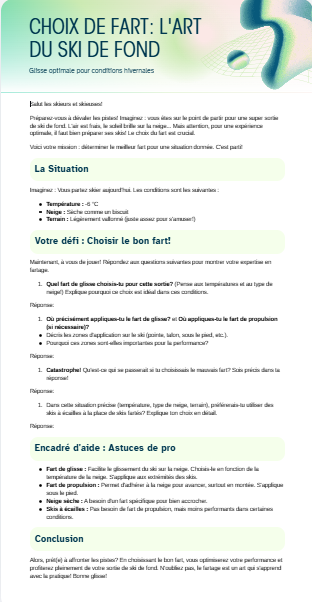 CHOIX DE FART: L'ART
DU SKI DE FOND
Glisse optimale pour conditions hivernales
Salut les skieurs et skieuses!
Préparez-vous à dévaler les pistes! Imaginez : vous êtes sur le point de partir pour une super sortie
de ski de fond. L'air est frais, le soleil brille sur la neige... Mais attention, pour une expérience
optimale, il faut bien préparer ses skis! Le choix du fart est crucial.
Voici votre mission : déterminer le meilleur fart pour une situation donnée. C'est parti!
La Situation
Imaginez : Vous partez skier aujourd'hui. Les conditions sont les suivantes :
● Température : -6 °C
● Neige : Sèche comme un biscuit
● Terrain : Légèrement vallonné (juste assez pour s'amuser!)
Votre défi : Choisir le bon fart!
Maintenant, à vous de jouer! Répondez aux questions suivantes pour montrer votre expertise en
fartage.
1. Quel fart de glisse choisis-tu pour cette sortie? (Pense aux températures et au type de
neige!) Explique pourquoi ce choix est idéal dans ces conditions.
Réponse:
1. Où précisément appliques-tu le fart de glisse? et Où appliques-tu le fart de propulsion
(si nécessaire)?
● Décris les zones d'application sur le ski (pointe, talon, sous le pied, etc.).
● Pourquoi ces zones sont-elles importantes pour la performance?
Réponse:
1. Catastrophe! Qu'est-ce qui se passerait si tu choisissais le mauvais fart? Sois précis dans ta
réponse!
Réponse:
1. Dans cette situation précise (température, type de neige, terrain), préférerais-tu utiliser des
skis à écailles à la place de skis fartés? Explique ton choix en détail.
Réponse:
Encadré d'aide : Astuces de pro
● Fart de glisse : Facilite le glissement du ski sur la neige. Choisis-le en fonction de la
température de la neige. S'applique aux extrémités des skis.
● Fart de propulsion : Permet d'adhérer à la neige pour avancer, surtout en montée. S'applique
sous le pied.
● Neige sèche : A besoin d'un fart spécifique pour bien accrocher.
● Skis à écailles : Pas besoin de fart de propulsion, mais moins performants dans certaines
conditions.
Conclusion
Alors, prêt(e) à affronter les pistes? En choisissant le bon fart, vous optimiserez votre performance et
profiterez pleinement de votre sortie de ski de fond. N'oubliez pas, le fartage est un art qui s'apprend
avec la pratique! Bonne glisse!